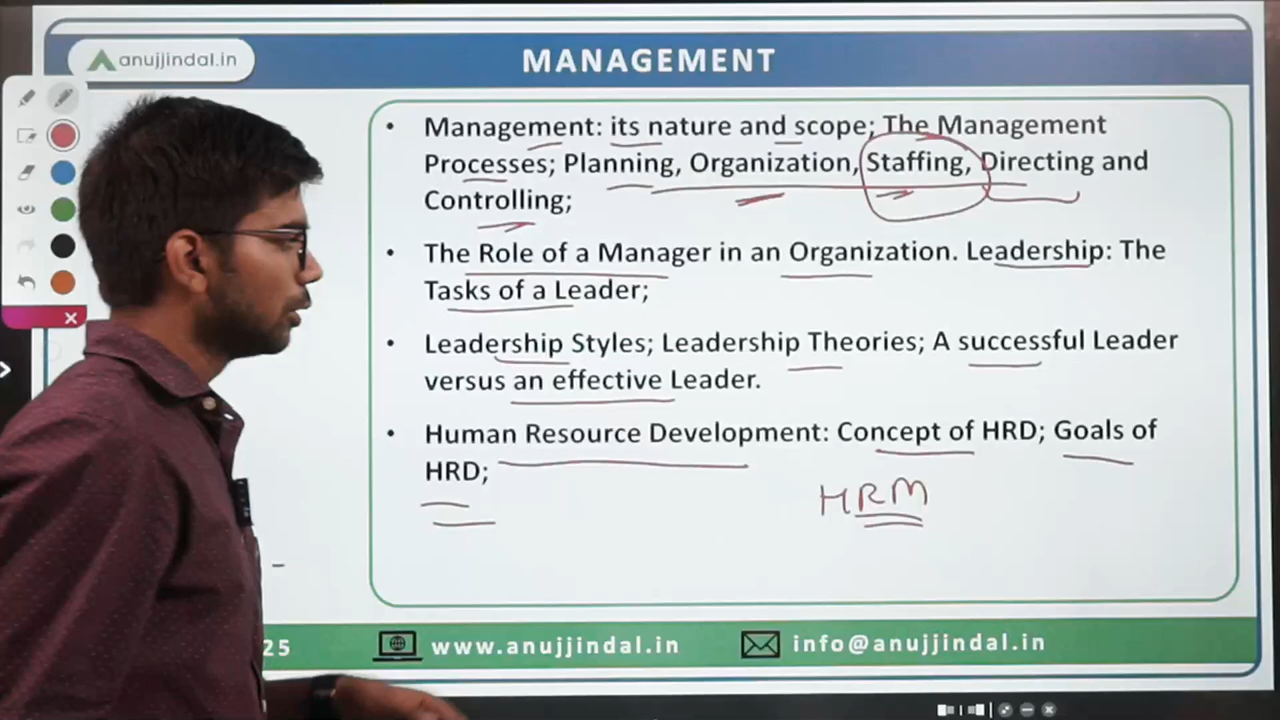 anujjindal.in
MANAGEMENT
• Management: its nature and scope; The Management
Processes; Planning, Organization, Staffing, Directing and
Controlling;
• The Role of a Manager in an Organization. Leadership: The
Tasks of a Leader;
• Leadership Styles; Leadership Theories; A successful Leader
versus an effective Leader.
• Human Resource Development: Concept of HRD; Goals of
HRD;
HRM
25
www.anujjindal.in
info@anujjindal.in